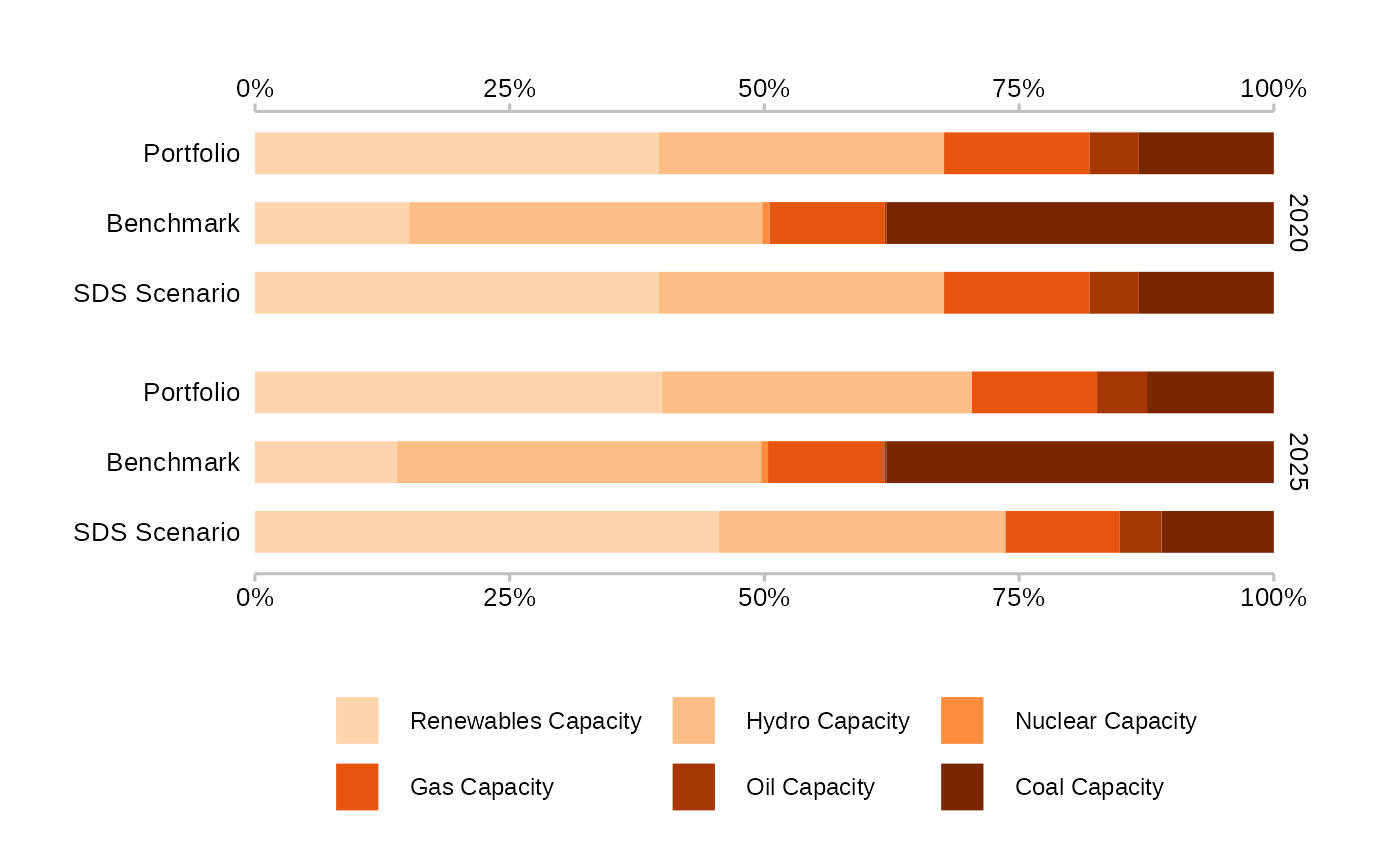 0% 25% 50% 75% 100%
Portfolio
Benchmark
SDS Scenario
2020
Portfolio
Benchmark
SDS Scenario
2025
0% 25% 50% 75% 100%
Renewables Capacity Hydro Capacity Nuclear Capacity
Gas Capacity Oil Capacity Coal Capacity